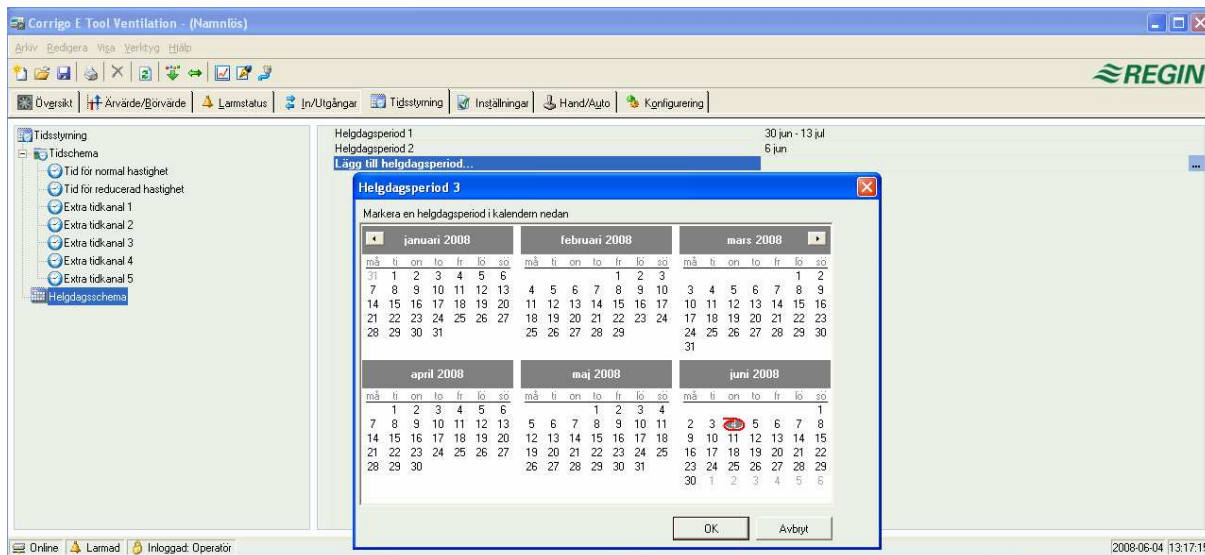 Corrigo E Tool Ventilation - (Namnlös)
Arkiv Redigera Visa Verktyg Hjälp
REGIN
Översikt Ärvärde/Börvärde Larmstatus In/Utgångar Tidsstyrning Inställningar Hand/Auto Konfigurering
Tidsstyrning
Tidschema
Tid för normal hastighet
Tid för reducerad hastighet
Extra tidkanal 1
Extra tidkanal 2
Extra tidkanal 3
Extra tidkanal 4
Extra tidkanal 5
Helgdagsschema
Helgdagsperiod 1 30 jun - 13 jul
Helgdagsperiod 2 6 jun
Lägg till helgdagsperiod... ...
Helgdagsperiod 3
Markera en helgdagsperiod i kalendern nedan
januari 2008 februari 2008 mars 2008
må ti on to fr lö sö må ti on to fr lö sö må ti on to fr lö sö
31 1 2 3 4 5 6 1 2 3 1 2
7 8 9 10 11 12 13 4 5 6 7 8 9 10 3 4 5 6 7 8 9
14 15 16 17 18 19 20 11 12 13 14 15 16 17 10 11 12 13 14 15 16
21 22 23 24 25 26 27 18 19 20 21 22 23 24 17 18 19 20 21 22 23
28 29 30 31 25 26 27 28 29 24 25 26 27 28 29 30
31
april 2008 maj 2008 juni 2008
må ti on to fr lö sö må ti on to fr lö sö må ti on to fr lö sö
1 2 3 4 5 6 1 2 3 4 1
7 8 9 10 11 12 13 5 6 7 8 9 10 11 2 3 4 5 6 7 8
14 15 16 17 18 19 20 12 13 14 15 16 17 18 9 10 11 12 13 14 15
21 22 23 24 25 26 27 19 20 21 22 23 24 25 16 17 18 19 20 21 22
28 29 30 26 27 28 29 30 31 23 24 25 26 27 28 29
30 1 2 3 4 5 6
OK Avbryt
Online Larmad Inloggad: Operatör 2008-06-04 13:17:15